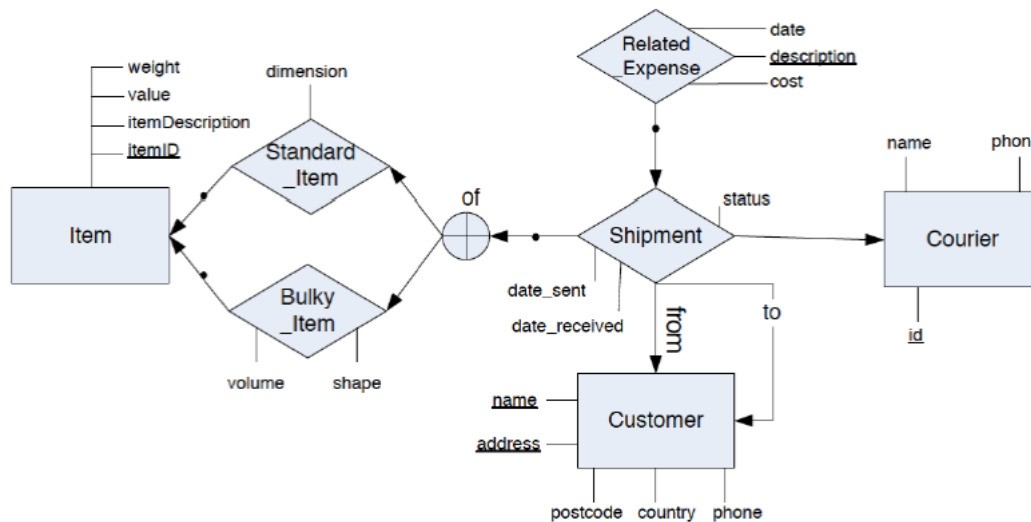 date
Related
_Expense
description
cost
weight
value
itemDescription
itemID
dimension
Standard
_Item
of
status
Shipment
name
phon
Courier
id
Item
Bulky
_Item
volume
shape
date_sent
date_received
from
to
name
address
Customer
postcode
country
phone